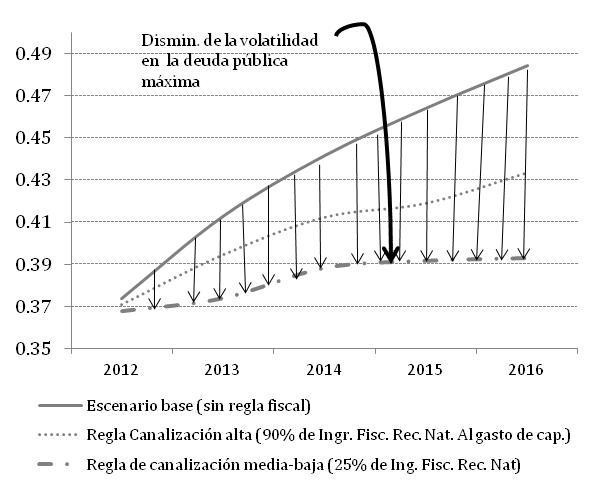 Dismin. de la volatilidad
en la deuda pública
máxima
0.49
0.47
0.45
0.43
0.41
0.39
0.37
0.35
2012 2013 2014 2015 2016
Escenario base (sin regla fiscal)
Regla Canalización alta (90% de Ingr. Fisc. Rec. Nat. Al gasto de cap.)
Regla de canalización media-baja (25% de Ing. Fisc. Rec. Nat)